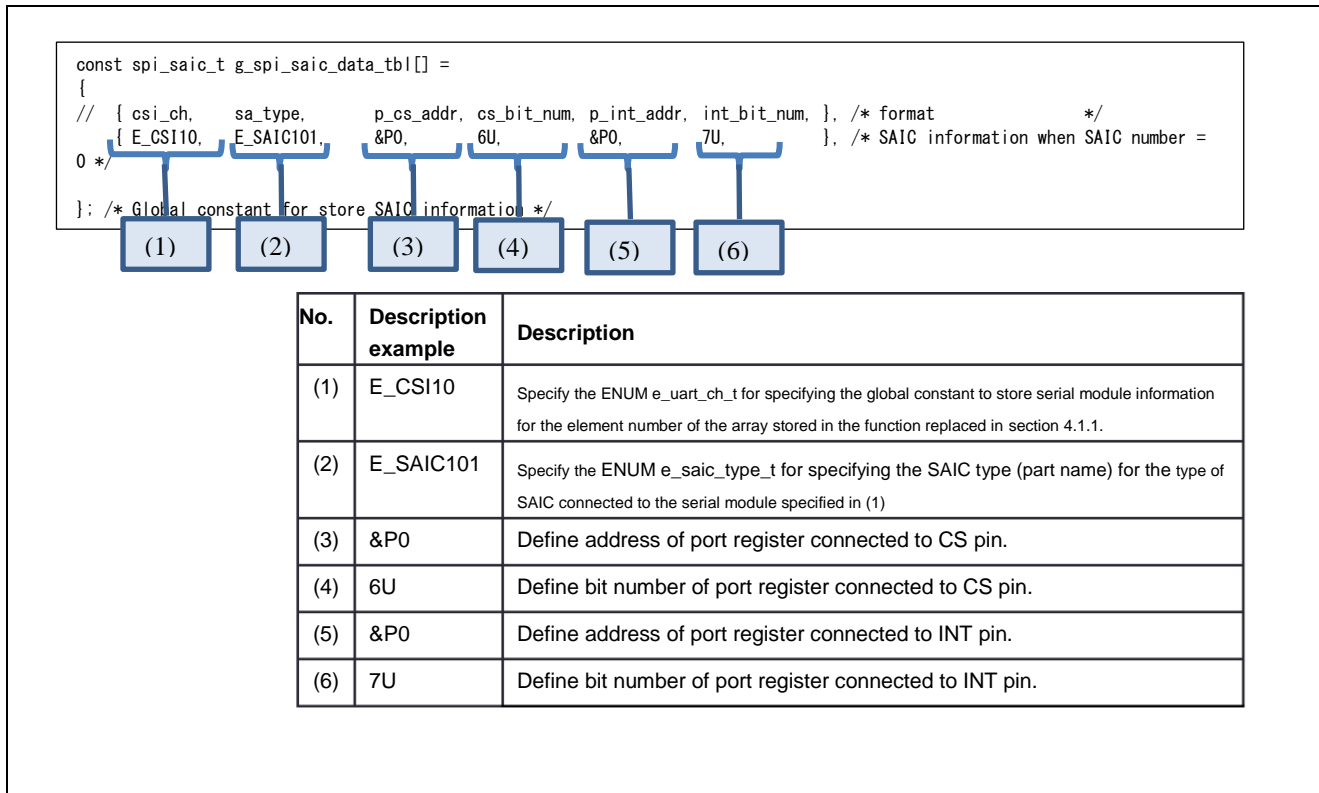 const spi_saic_t g_spi_saic_data_tbl[] =
{
//  { csi_ch,    sa_type,    p_cs_addr, cs_bit_num, p_int_addr, int_bit_num, }, /* format */
{ E_CSI10,  E_SAIC101,    &P0,    6U,    &P0,    7U,    }, /* SAIC information when SAIC number =
0 */
}; /* Global constant for store SAIC information */
(1) (2) (3) (4) (5) (6)
No. Description example Description
(1) E_CSI10 Specify the ENUM e_uart_ch_t for specifying the global constant to store serial module information
for the element number of the array stored in the function replaced in section 4.1.1.
(2) E_SAIC101 Specify the ENUM e_saic_type_t for specifying the SAIC type (part name) for the type of
SAIC connected to the serial module specified in (1)
(3) &P0 Define address of port register connected to CS pin.
(4) 6U Define bit number of port register connected to CS pin.
(5) &P0 Define address of port register connected to INT pin.
(6) 7U Define bit number of port register connected to INT pin.